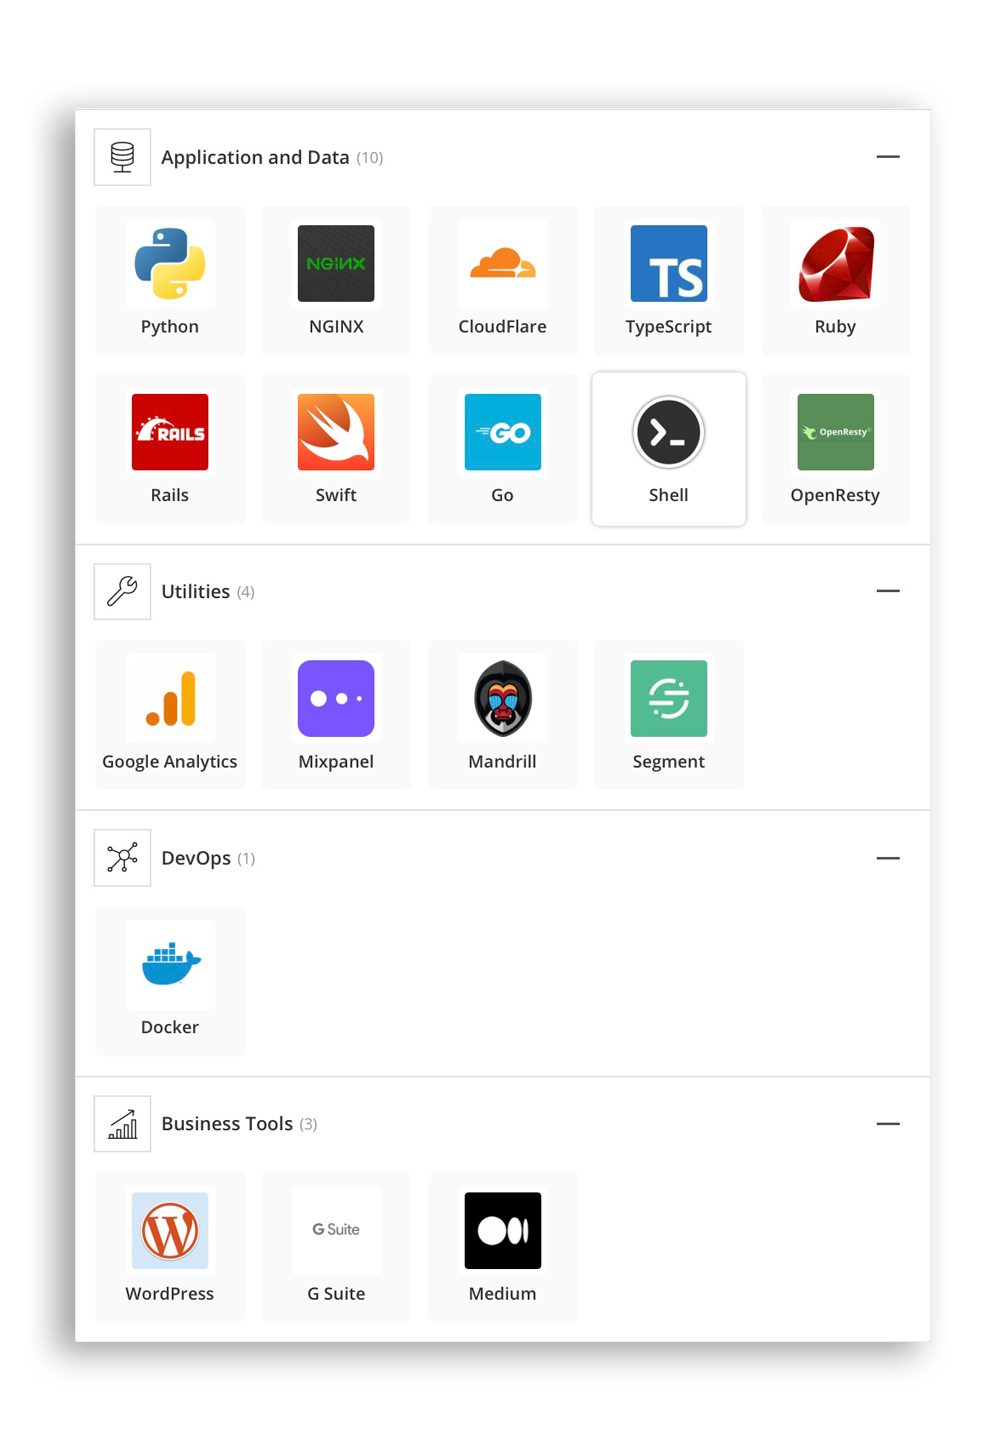 Application and Data (10)
NGINX
TS
Python
NGINX
CloudFlare
TypeScript
Ruby
RAILS
GO
OpenResty
Rails
Swift
Go
Shell
OpenResty
Utilities (4)
Google Analytics
Mixpanel
Mandrill
Segment
DevOps (1)
Docker
Business Tools (3)
W
G Suite
WordPress
G Suite
Medium